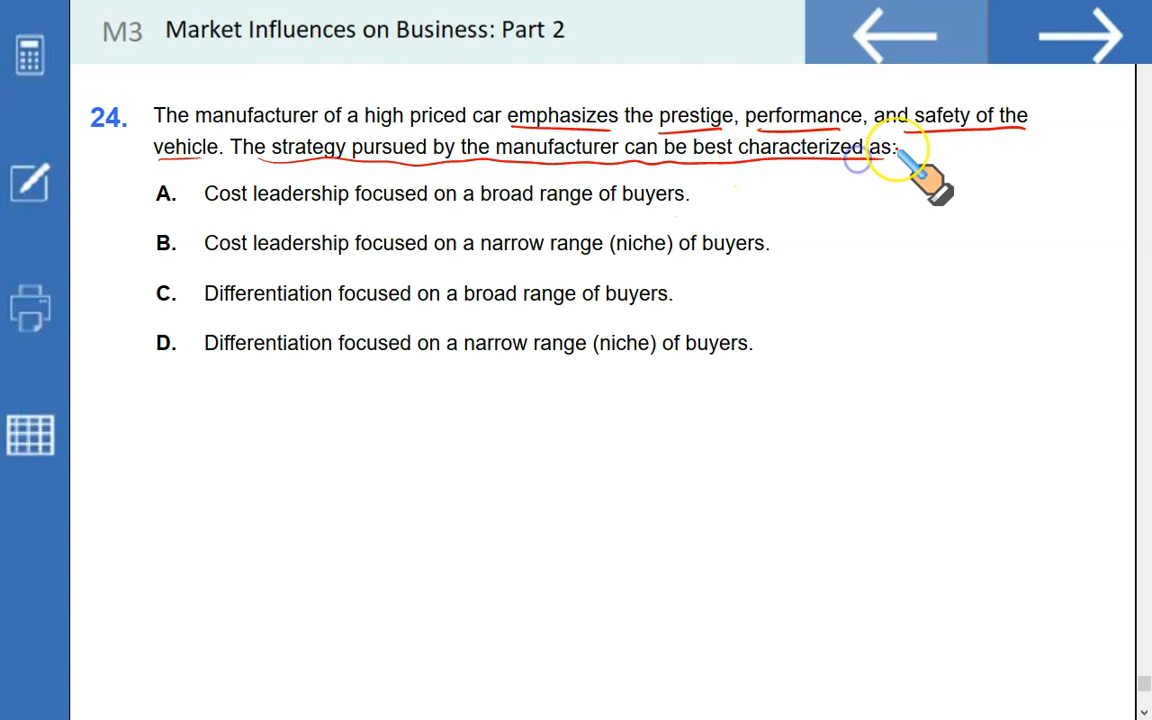 M3 Market Influences on Business: Part 2
24. The manufacturer of a high priced car emphasizes the prestige, performance, and safety of the
vehicle. The strategy pursued by the manufacturer can be best characterized as:
A. Cost leadership focused on a broad range of buyers.
B. Cost leadership focused on a narrow range (niche) of buyers.
C. Differentiation focused on a broad range of buyers.
D. Differentiation focused on a narrow range (niche) of buyers.